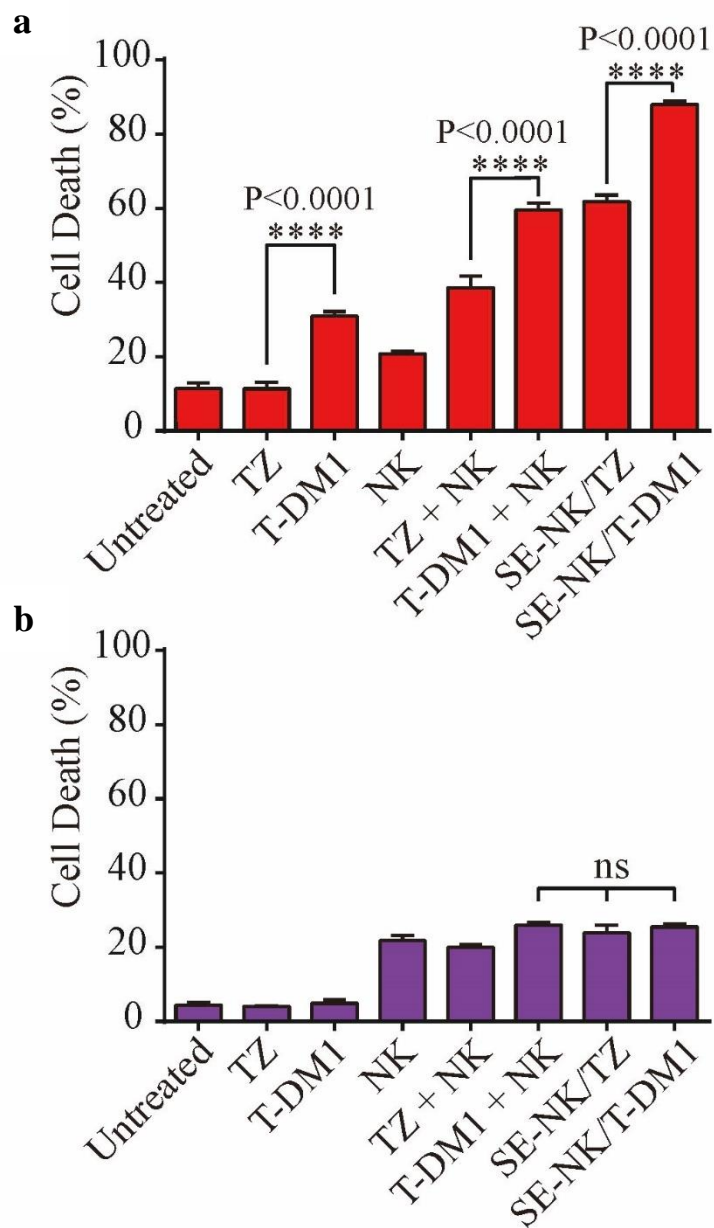 a
Cell Death (%)
100
80
60
40
20
0
P<0.0001
****
P<0.0001
****
P<0.0001
****
Untreated
TZ
T-DM1
NK
TZ + NK
T-DM1 + NK
SE-NK/TZ
SE-NK/T-DM1
b
Cell Death (%)
100
80
60
40
20
0
ns
Untreated
TZ
T-DM1
NK
TZ + NK
T-DM1 + NK
SE-NK/TZ
SE-NK/T-DM1